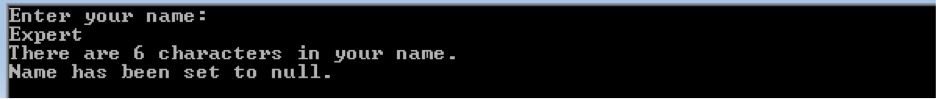 Enter your name:
Expert
There are 6 characters in your name.
Name has been set to null.